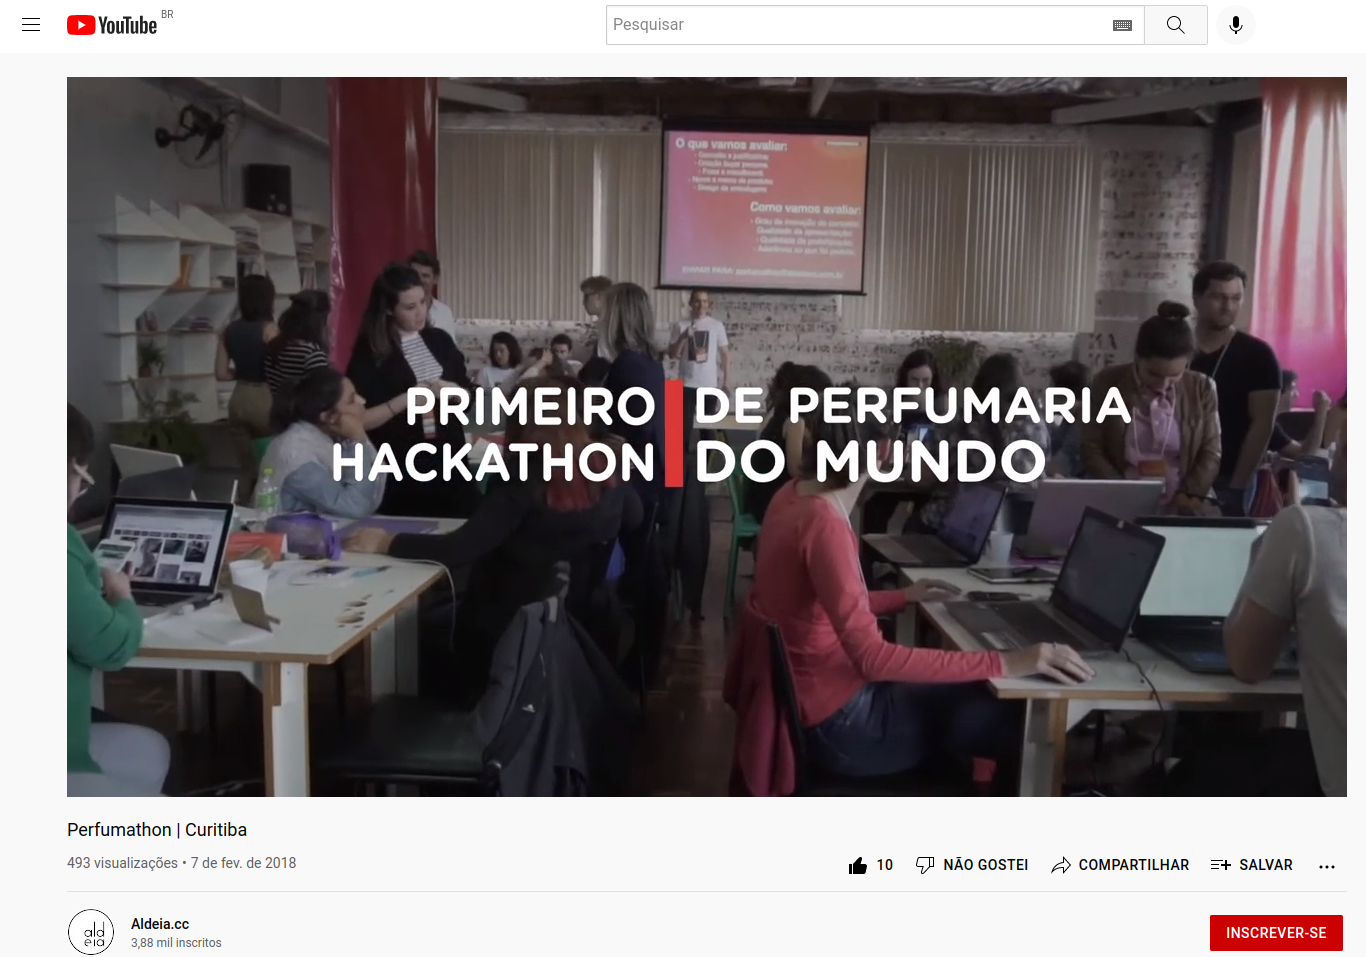 YouTube BR
Pesquisar
O que vamos avaliar:
Como vamos avaliar:
PRIMEIRO DE PERFUMARIA
HACKATHON DO MUNDO
Perfumathon | Curitiba
493 visualizações • 7 de fev. de 2018
10 NÃO GOSTEI COMPARTILHAR SALVAR ...
ald
eia
Aldeia.cc
3,88 mil inscritos
INSCREVER-SE